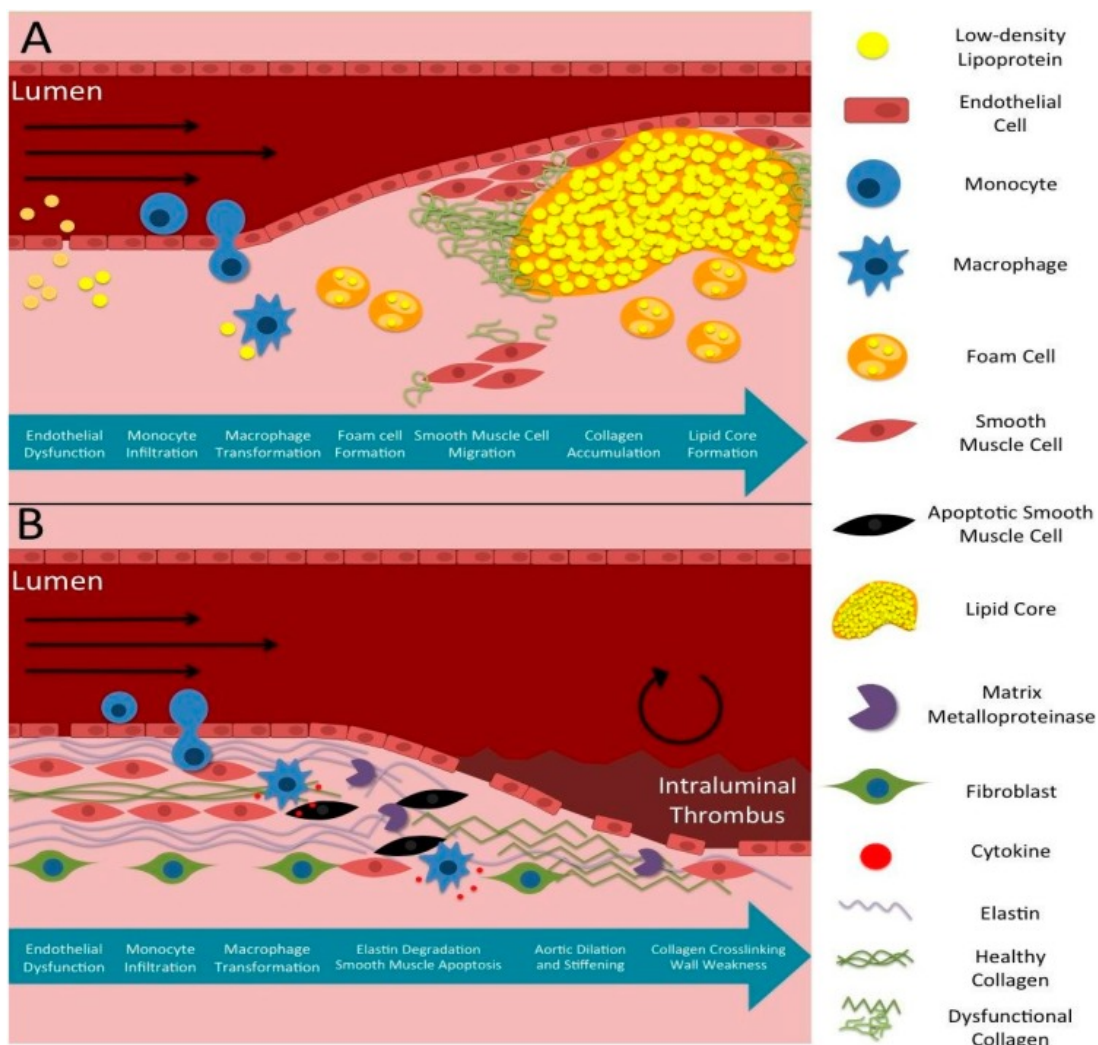 A
Lumen
Endothelial
Dysfunction
Monocyte
Infiltration
Macrophage
Transformation
Foam cell
Formation
Smooth Muscle Cell
Migration
Collagen
Accumulation
Lipid Core
Formation
B
Lumen
Intraluminal
Thrombus
Endothelial
Dysfunction
Monocyte
Infiltration
Macrophage
Transformation
Elastin Degradation
Smooth Muscle Apoptosis
Aortic Dilation
and Stiffening
Collagen Crosslinking
Wall Weakness
Low-density
Lipoprotein
Endothelial
Cell
Monocyte
Macrophage
Foam Cell
Smooth
Muscle Cell
Apoptotic Smooth
Muscle Cell
Lipid Core
Matrix
Metalloproteinase
Fibroblast
Cytokine
Elastin
Healthy
Collagen
Dysfunctional
Collagen